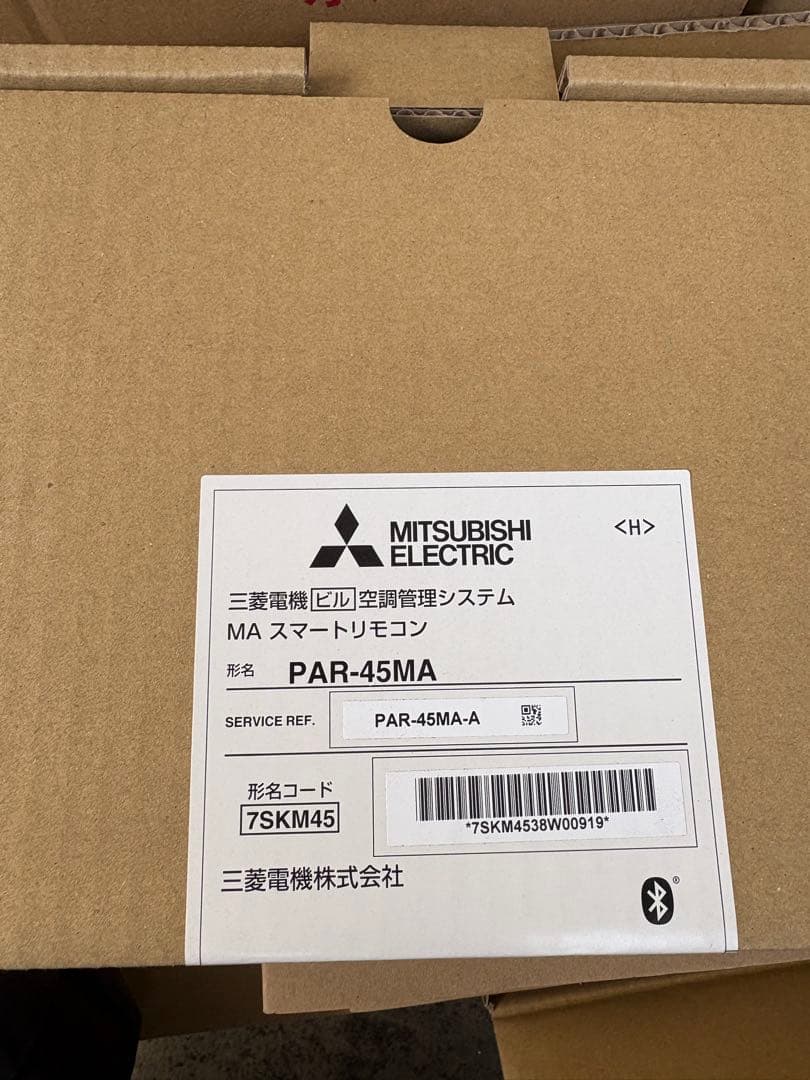 MITSUBISHI
ELECTRIC
<H>
三菱電機 ビル 空調管理システム
MA スマートリモコン
形名 PAR-45MA
SERVICE REF. PAR-45MA-A
形名コード
7SKM45
*7SKM4538W00919*
三菱電機株式会社
®